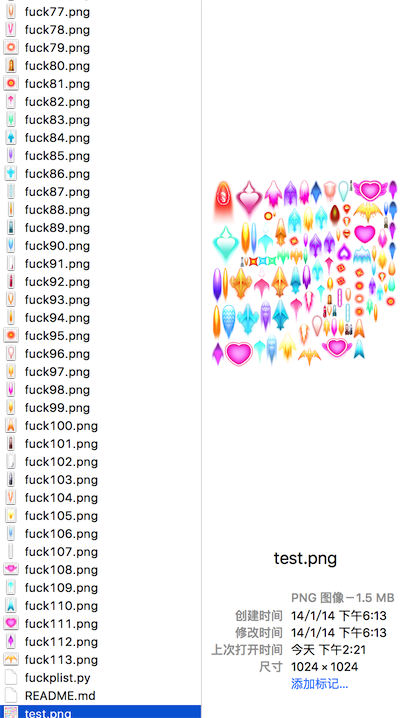 fuck77.png
fuck78.png
fuck79.png
fuck80.png
fuck81.png
fuck82.png
fuck83.png
fuck84.png
fuck85.png
fuck86.png
fuck87.png
fuck88.png
fuck89.png
fuck90.png
fuck91.png
fuck92.png
fuck93.png
fuck94.png
fuck95.png
fuck96.png
fuck97.png
fuck98.png
fuck99.png
fuck100.png
fuck101.png
fuck102.png
fuck103.png
fuck104.png
fuck105.png
fuck106.png
fuck107.png
fuck108.png
fuck109.png
fuck110.png
fuck111.png
fuck112.png
fuck113.png
fuckplist.py
README.md
test.png
test.png
PNG 图像－1.5 MB
创建时间 14/1/14 下午6:13
修改时间 14/1/14 下午6:13
上次打开时间 今天 下午2:21
尺寸 1024 × 1024
添加标记...